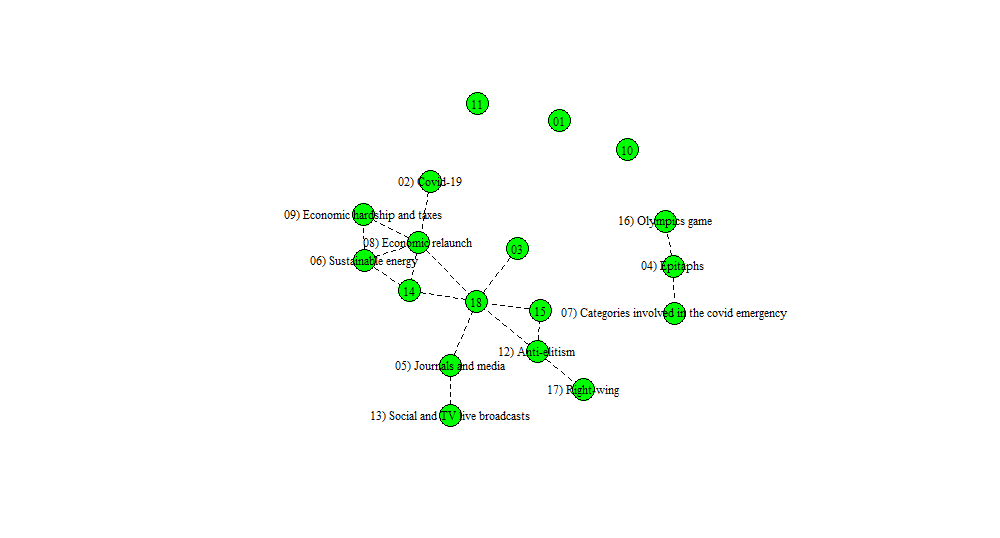 11
01
10
02) Covid-19
09) Economic hardship and taxes
16) Olympics game
08) Economic relaunch
03
06) Sustainable energy
04) Epitaphs
14
18
15
07) Categories involved in the covid emergency
12) Anti-elitism
05) Journals and media
17) Right-wing
13) Social and TV live broadcasts